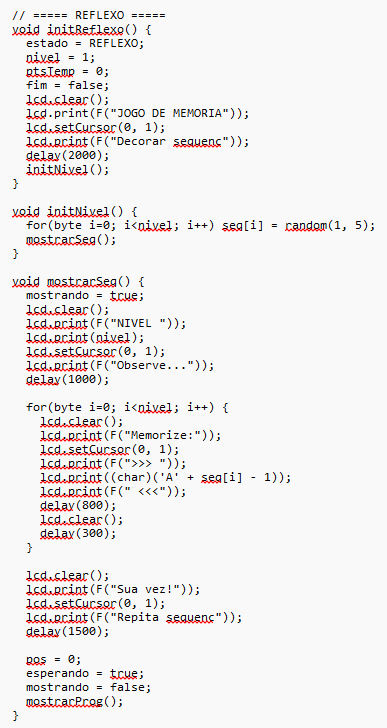 // ===== REFLEXO =====
void initReflexo() {
  estado = REFLEXO;
  nivel = 1;
  ptsTemp = 0;
  fim = false;
  lcd.clear();
  lcd.print(F("JOGO DE MEMORIA"));
  lcd.setCursor(0, 1);
  lcd.print(F("Decorar sequenc"));
  delay(2000);
  initNivel();
}

void initNivel() {
  for(byte i=0; i<nivel; i++) seq[i] = random(1, 5);
  mostrarSeq();
}

void mostrarSeq() {
  mostrando = true;
  lcd.clear();
  lcd.print(F("NIVEL "));
  lcd.print(nivel);
  lcd.setCursor(0, 1);
  lcd.print(F("Observe..."));
  delay(1000);

  for(byte i=0; i<nivel; i++) {
    lcd.clear();
    lcd.print(F("Memorize:"));
    lcd.setCursor(0, 1);
    lcd.print(F(">>> "));
    lcd.print((char)('A' + seq[i] - 1));
    lcd.print(F(" <<<"));
    delay(800);
    lcd.clear();
    delay(300);
  }

  lcd.clear();
  lcd.print(F("Sua vez!"));
  lcd.setCursor(0, 1);
  lcd.print(F("Repita sequenc"));
  delay(1500);

  pos = 0;
  esperando = true;
  mostrando = false;
  mostrarProg();
}